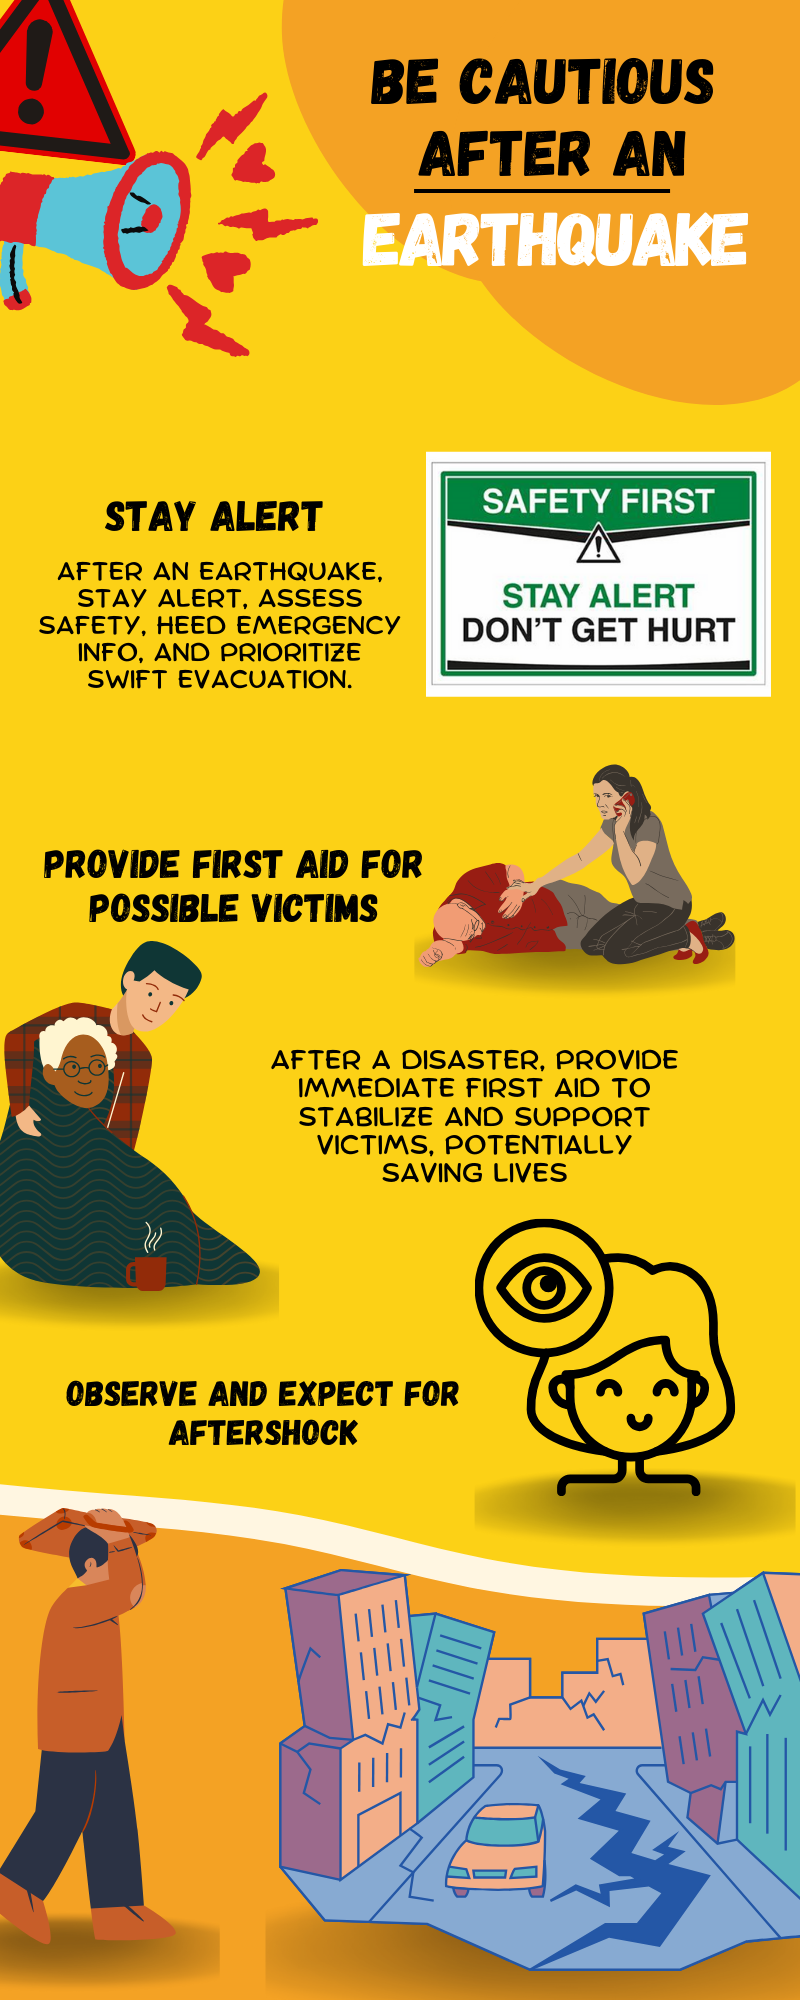 BE CAUTIOUS
AFTER AN
EARTHQUAKE
STAY ALERT
AFTER AN EARTHQUAKE,
STAY ALERT, ASSESS
SAFETY, HEED EMERGENCY
INFO, AND PRIORITIZE
SWIFT EVACUATION.
SAFETY FIRST
STAY ALERT
DON'T GET HURT
PROVIDE FIRST AID FOR
POSSIBLE VICTIMS
AFTER A DISASTER, PROVIDE
IMMEDIATE FIRST AID TO
STABILIZE AND SUPPORT
VICTIMS, POTENTIALLY
SAVING LIVES
OBSERVE AND EXPECT FOR
AFTERSHOCK